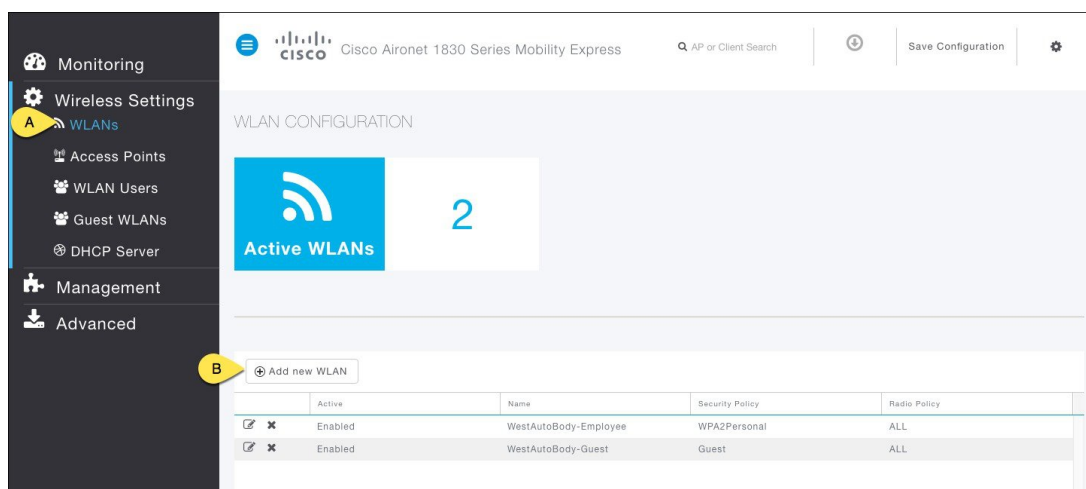 Monitoring
Wireless Settings
A
WLANs
Access Points
WLAN Users
Guest WLANs
DHCP Server
Management
Advanced
CISCO Cisco Aironet 1830 Series Mobility Express
AP or Client Search
Save Configuration
WLAN CONFIGURATION
Active WLANs
2
B
Add new WLAN
Active Name Security Policy Radio Policy
Enabled WestAutoBody-Employee WPA2Personal ALL
Enabled WestAutoBody-Guest Guest ALL